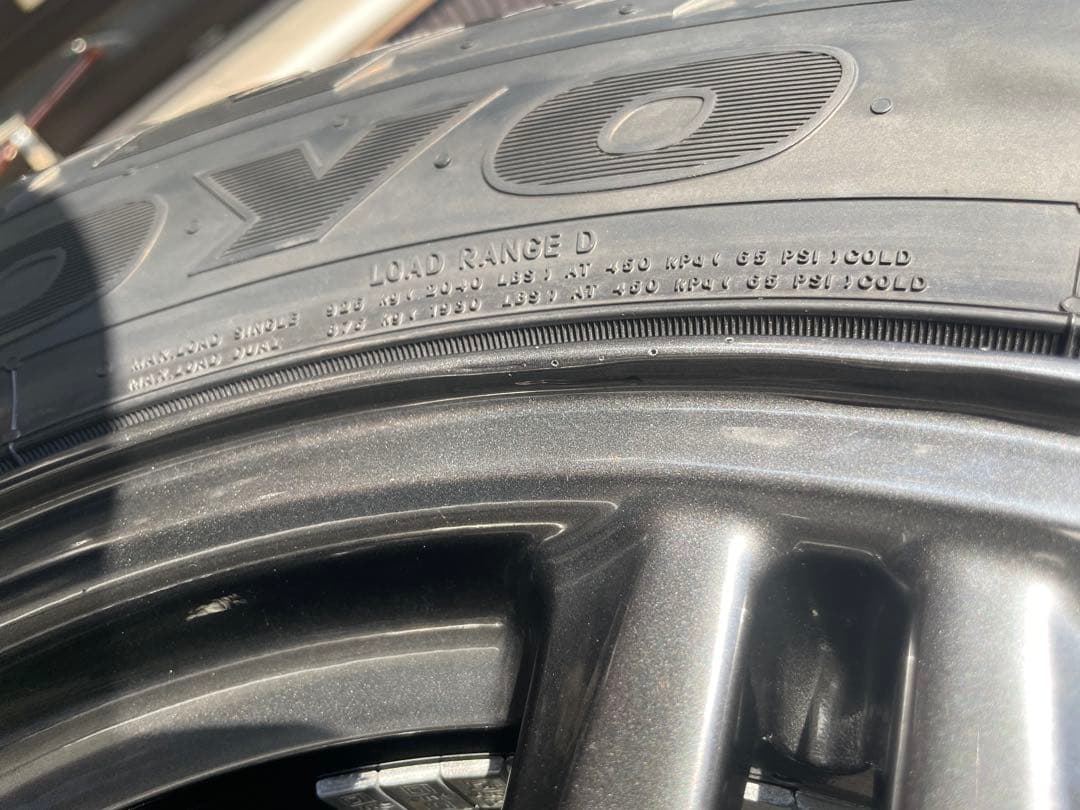 OYO
LOAD RANGE D
MAX.LOAD SINGLE 925 kg ( 2040 LBS ) AT 450 kPa ( 65 PSI ) COLD
MAX.LOAD DUAL 875 kg ( 1930 LBS ) AT 450 kPa ( 65 PSI ) COLD